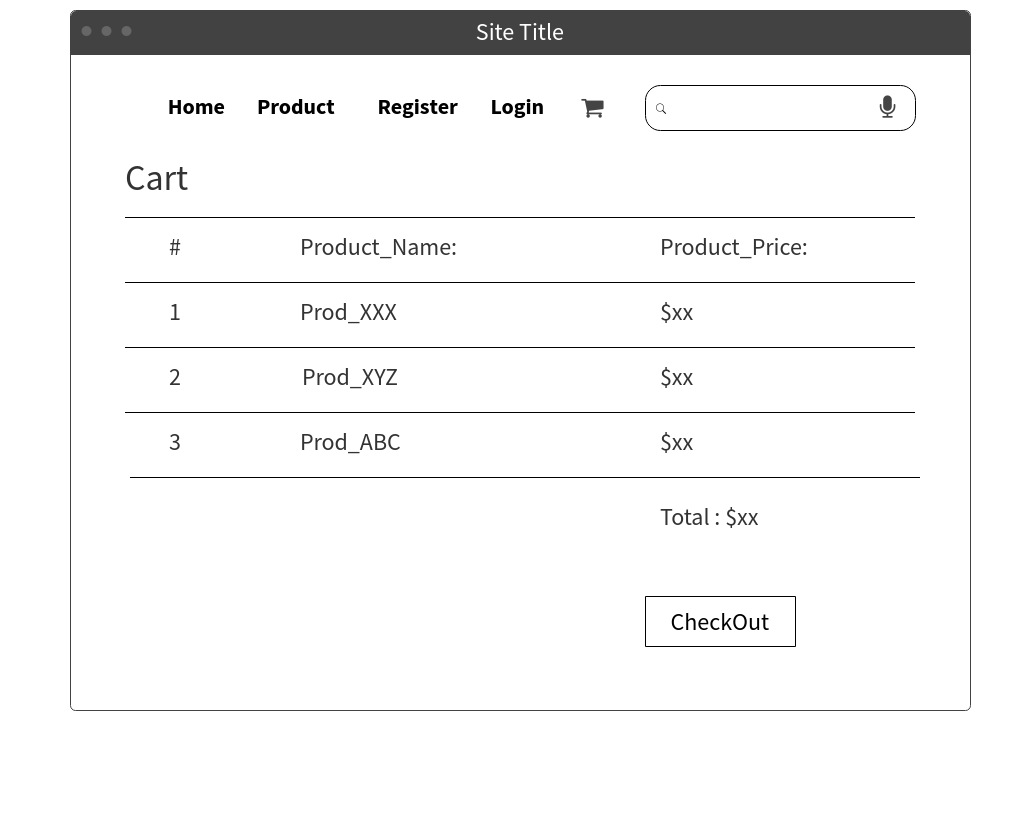 Site Title
Home Product Register Login
Cart
# Product_Name: Product_Price:
1 Prod_XXX $xx
2 Prod_XYZ $xx
3 Prod_ABC $xx
Total : $xx
CheckOut